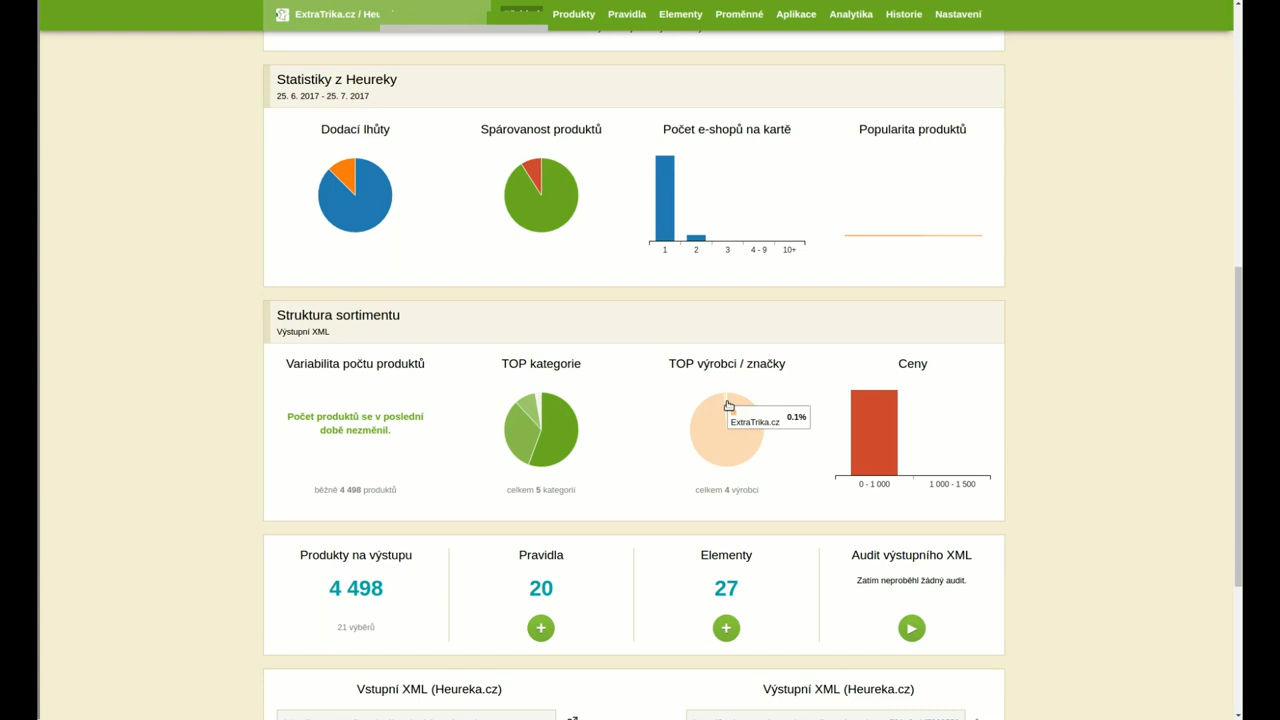 ExtraTrika.cz / Heu
Produkty
Pravidla
Elementy
Proměnné
Aplikace
Analytika
Historie
Nastavení
Statistiky z Heureky
25. 6. 2017 - 25. 7. 2017
Dodací lhůty
Spárovanost produktů
Počet e-shopů na kartě
Popularita produktů
1
2
3
4 - 9
10+
Struktura sortimentu
Výstupní XML
Variabilita počtu produktů
TOP kategorie
TOP výrobci / značky
Ceny
Počet produktů se v poslední
době nezměnil.
ExtraTrika.cz 0.1%
0 - 1 000
1 000 - 1 500
běžně 4 498 produktů
celkem 5 kategorií
celkem 4 výrobci
Produkty na výstupu
Pravidla
Elementy
Audit výstupního XML
4 498
20
27
Zatím neproběhl žádný audit.
21 výběrů
Vstupní XML (Heureka.cz)
Výstupní XML (Heureka.cz)